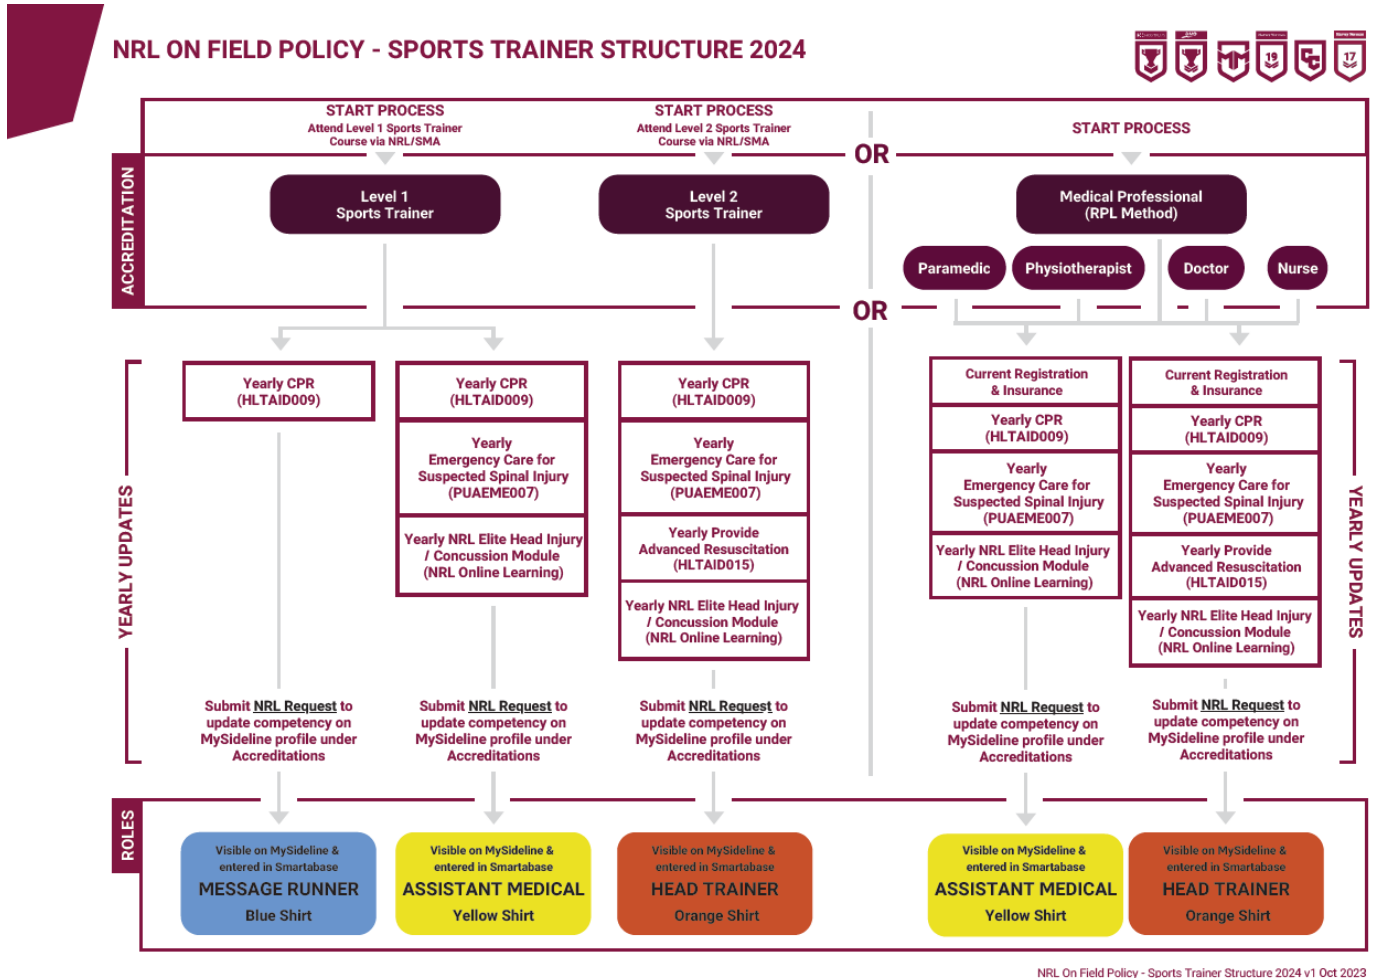 NRL ON FIELD POLICY - SPORTS TRAINER STRUCTURE 2024
19
17
START PROCESS
Attend Level 1 Sports Trainer
Course via NRL/SMA
START PROCESS
Attend Level 2 Sports Trainer
Course via NRL/SMA
START PROCESS
OR
ACCREDITATION
Level 1
Sports Trainer
Level 2
Sports Trainer
Medical Professional
(RPL Method)
Paramedic
Physiotherapist
Doctor
Nurse
OR
YEARLY UPDATES
Yearly CPR
(HLTAID009)
Yearly CPR
(HLTAID009)
Yearly
Emergency Care for
Suspected Spinal Injury
(PUAEME007)
Yearly NRL Elite Head Injury
/ Concussion Module
(NRL Online Learning)
Yearly CPR
(HLTAID009)
Yearly
Emergency Care for
Suspected Spinal Injury
(PUAEME007)
Yearly Provide
Advanced Resuscitation
(HLTAID015)
Yearly NRL Elite Head Injury
/ Concussion Module
(NRL Online Learning)
Current Registration
& Insurance
Yearly CPR
(HLTAID009)
Yearly
Emergency Care for
Suspected Spinal Injury
(PUAEME007)
Yearly NRL Elite Head Injury
/ Concussion Module
(NRL Online Learning)
Current Registration
& Insurance
Yearly CPR
(HLTAID009)
Yearly
Emergency Care for
Suspected Spinal Injury
(PUAEME007)
Yearly Provide
Advanced Resuscitation
(HLTAID015)
Yearly NRL Elite Head Injury
/ Concussion Module
(NRL Online Learning)
YEARLY UPDATES
Submit NRL Request to
update competency on
MySideline profile under
Accreditations
Submit NRL Request to
update competency on
MySideline profile under
Accreditations
Submit NRL Request to
update competency on
MySideline profile under
Accreditations
Submit NRL Request to
update competency on
MySideline profile under
Accreditations
Submit NRL Request to
update competency on
MySideline profile under
Accreditations
ROLES
Visible on MySideline &
entered in Smartabase
MESSAGE RUNNER
Blue Shirt
Visible on MySideline &
entered in Smartabase
ASSISTANT MEDICAL
Yellow Shirt
Visible on MySideline &
entered in Smartabase
HEAD TRAINER
Orange Shirt
Visible on MySideline &
entered in Smartabase
ASSISTANT MEDICAL
Yellow Shirt
Visible on MySideline &
entered in Smartabase
HEAD TRAINER
Orange Shirt
NRL On Field Policy - Sports Trainer Structure 2024 v1 Oct 2023